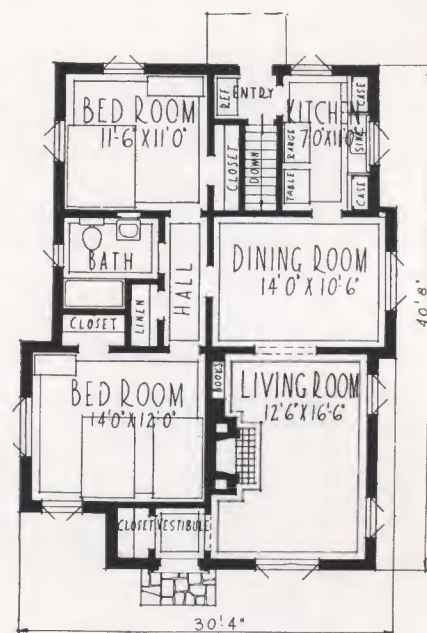 REF.
ENTRY
BED ROOM
11'-6" X 11'0"
KITCHEN
7'0" X 11'0"
CASE
SINK
CASE
RANGE
TABLE
CLOSET
DOWN
BATH
HALL
DINING ROOM
14'0" X 10'-6"
LINEN
CLOSET
40'8"
BED ROOM
14'0" X 12'0"
BOOKS
LIVING ROOM
12'6" X 16'-6"
CLOSET
VESTIBULE
30'4"